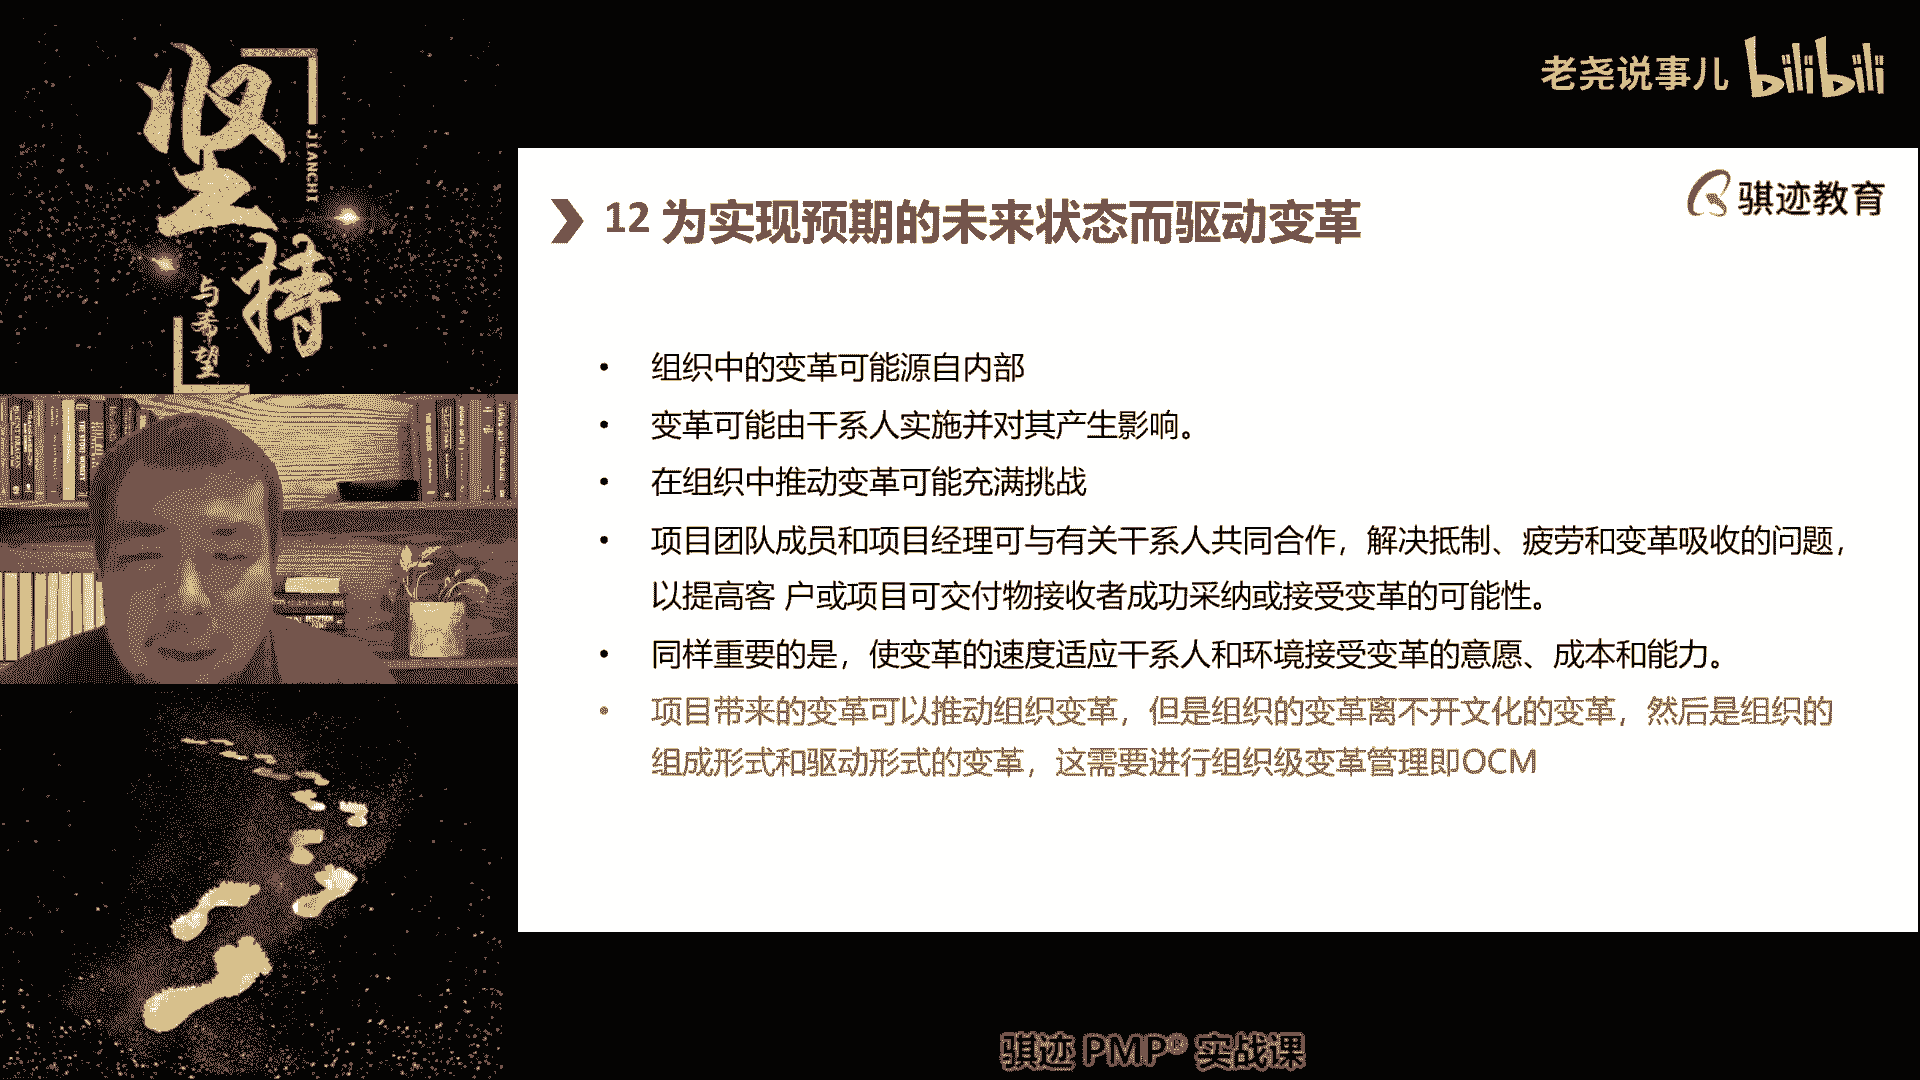 坚持
JIANCHI
与希望
老尧说事儿 bilibili
骐迹教育
12 为实现预期的未来状态而驱动变革
• 组织中的变革可能源自内部
• 变革可能由干系人实施并对其产生影响。
• 在组织中推动变革可能充满挑战
• 项目团队成员和项目经理可与有关干系人共同合作，解决抵制、疲劳和变革吸收的问题，
以提高客 户或项目可交付物接收者成功采纳或接受变革的可能性。
• 同样重要的是，使变革的速度适应干系人和环境接受变革的意愿、成本和能力。
• 项目带来的变革可以推动组织变革，但是组织的变革离不开文化的变革，然后是组织的
组成形式和驱动形式的变革，这需要进行组织级变革管理即OCM
骐迹 PMP® 实战课